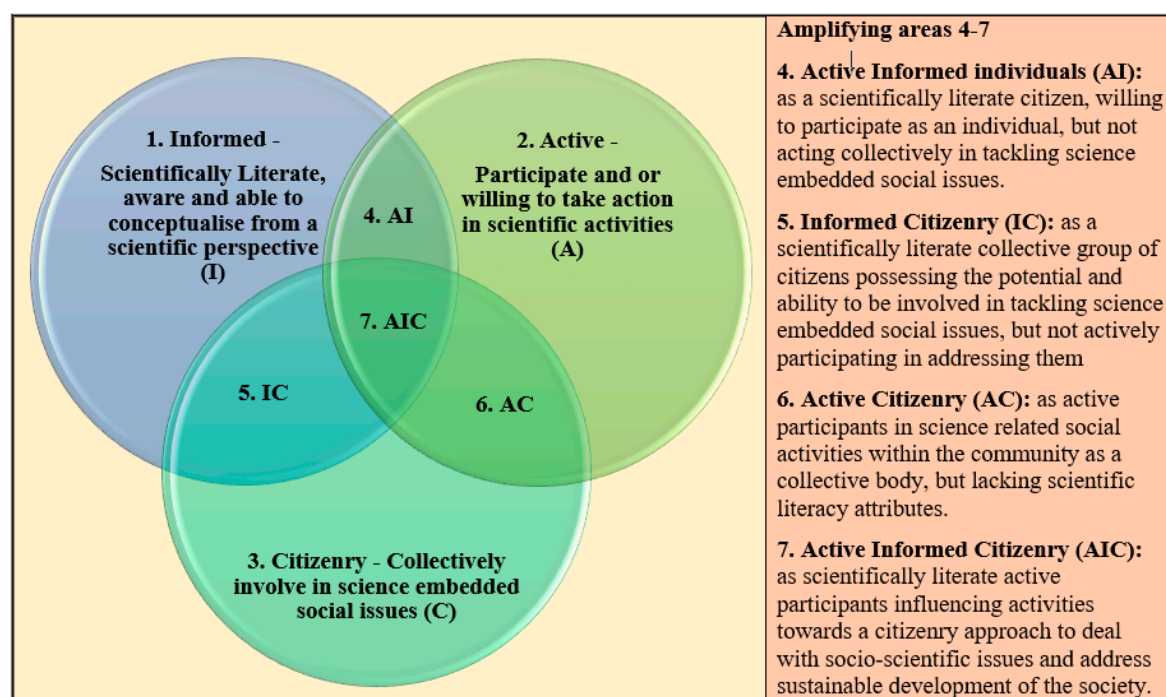 1. Informed -
Scientifically Literate,
aware and able to
conceptualise from a
scientific perspective
(I)
2. Active -
Participate and or
willing to take action
in scientific activities
(A)
4. AI
7. AIC
5. IC
6. AC
3. Citizenry - Collectively
involve in science embedded
social issues (C)
Amplifying areas 4-7
4. Active Informed individuals (AI):
as a scientifically literate citizen, willing
to participate as an individual, but not
acting collectively in tackling science
embedded social issues.
5. Informed Citizenry (IC): as a
scientifically literate collective group of
citizens possessing the potential and
ability to be involved in tackling science
embedded social issues, but not actively
participating in addressing them
6. Active Citizenry (AC): as active
participants in science related social
activities within the community as a
collective body, but lacking scientific
literacy attributes.
7. Active Informed Citizenry (AIC):
as scientifically literate active
participants influencing activities
towards a citizenry approach to deal
with socio-scientific issues and address
sustainable development of the society.